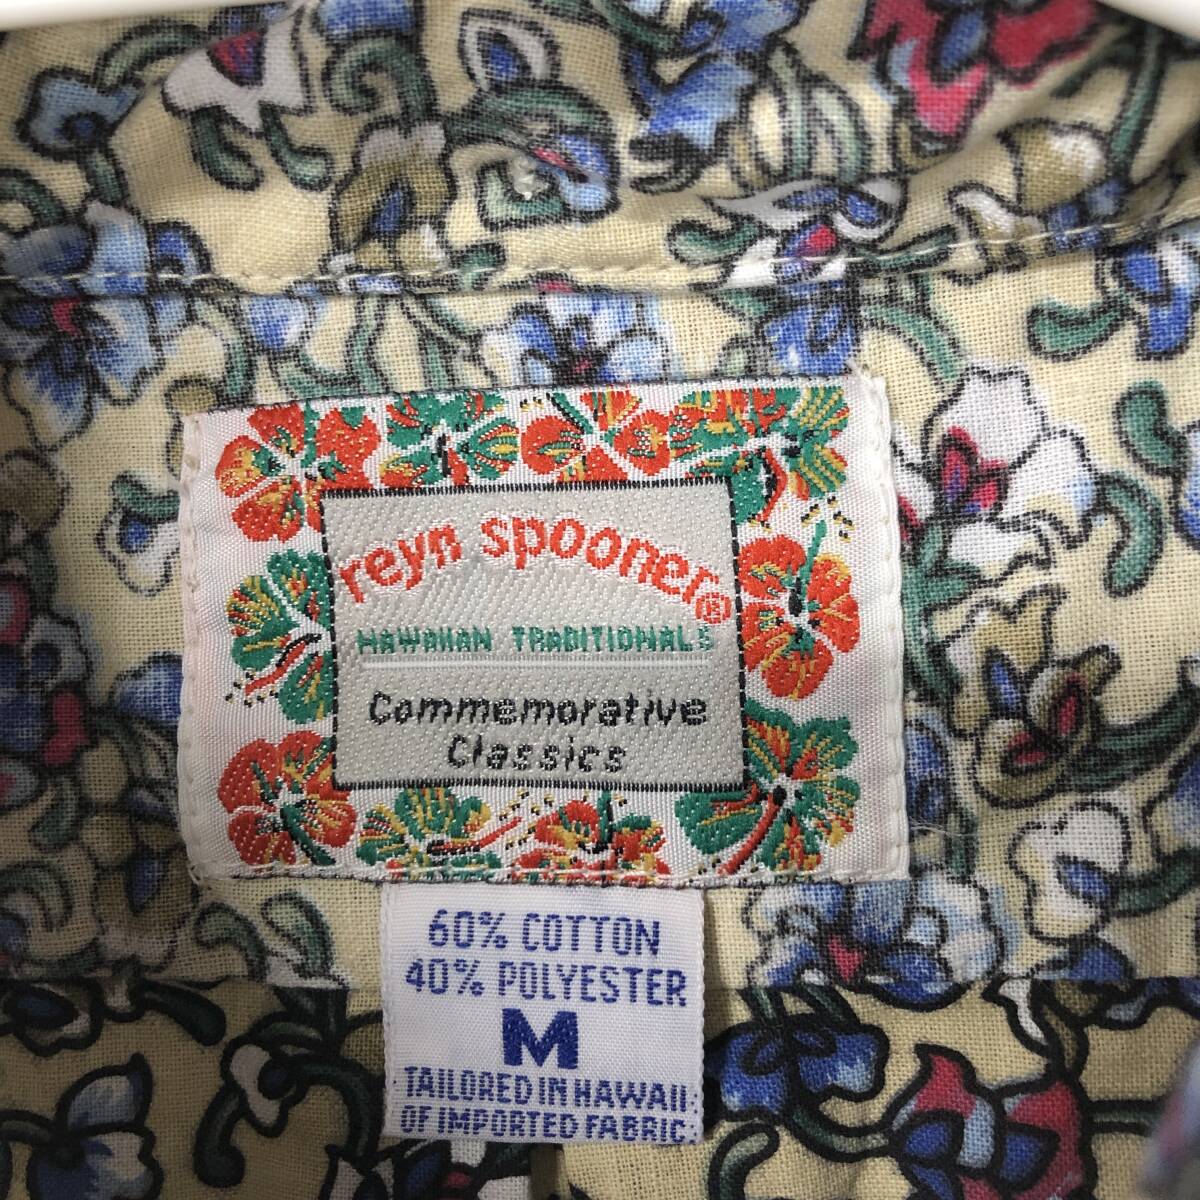 reyn spooner®
HAWAIIAN TRADITIONALS
Commemorative
Classics
60% COTTON
40% POLYESTER
M
TAILORED IN HAWAII
OF IMPORTED FABRIC